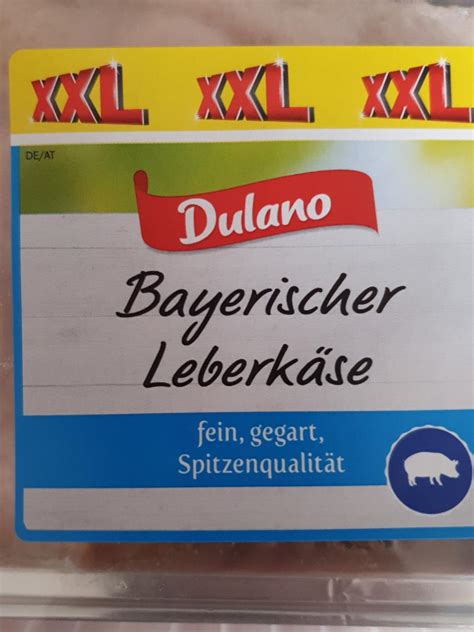 XXL XXL XXL
DE/AT
Dulano
Bayerischer
Leberkäse
fein, gegart,
Spitzenqualität